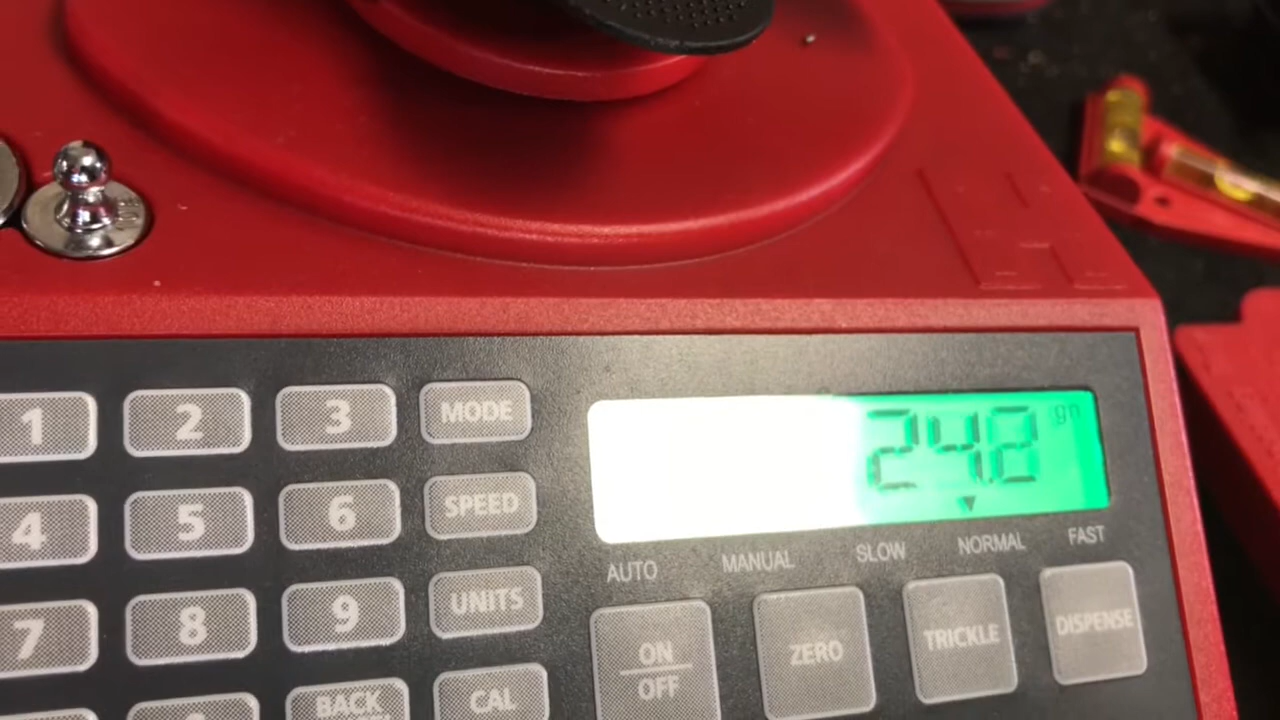 1 2 3 MODE
24.8 gn
4 5 6 SPEED
AUTO MANUAL SLOW NORMAL FAST
7 8 9 UNITS
ON
OFF
ZERO TRICKLE DISPENSE
BACK CAL